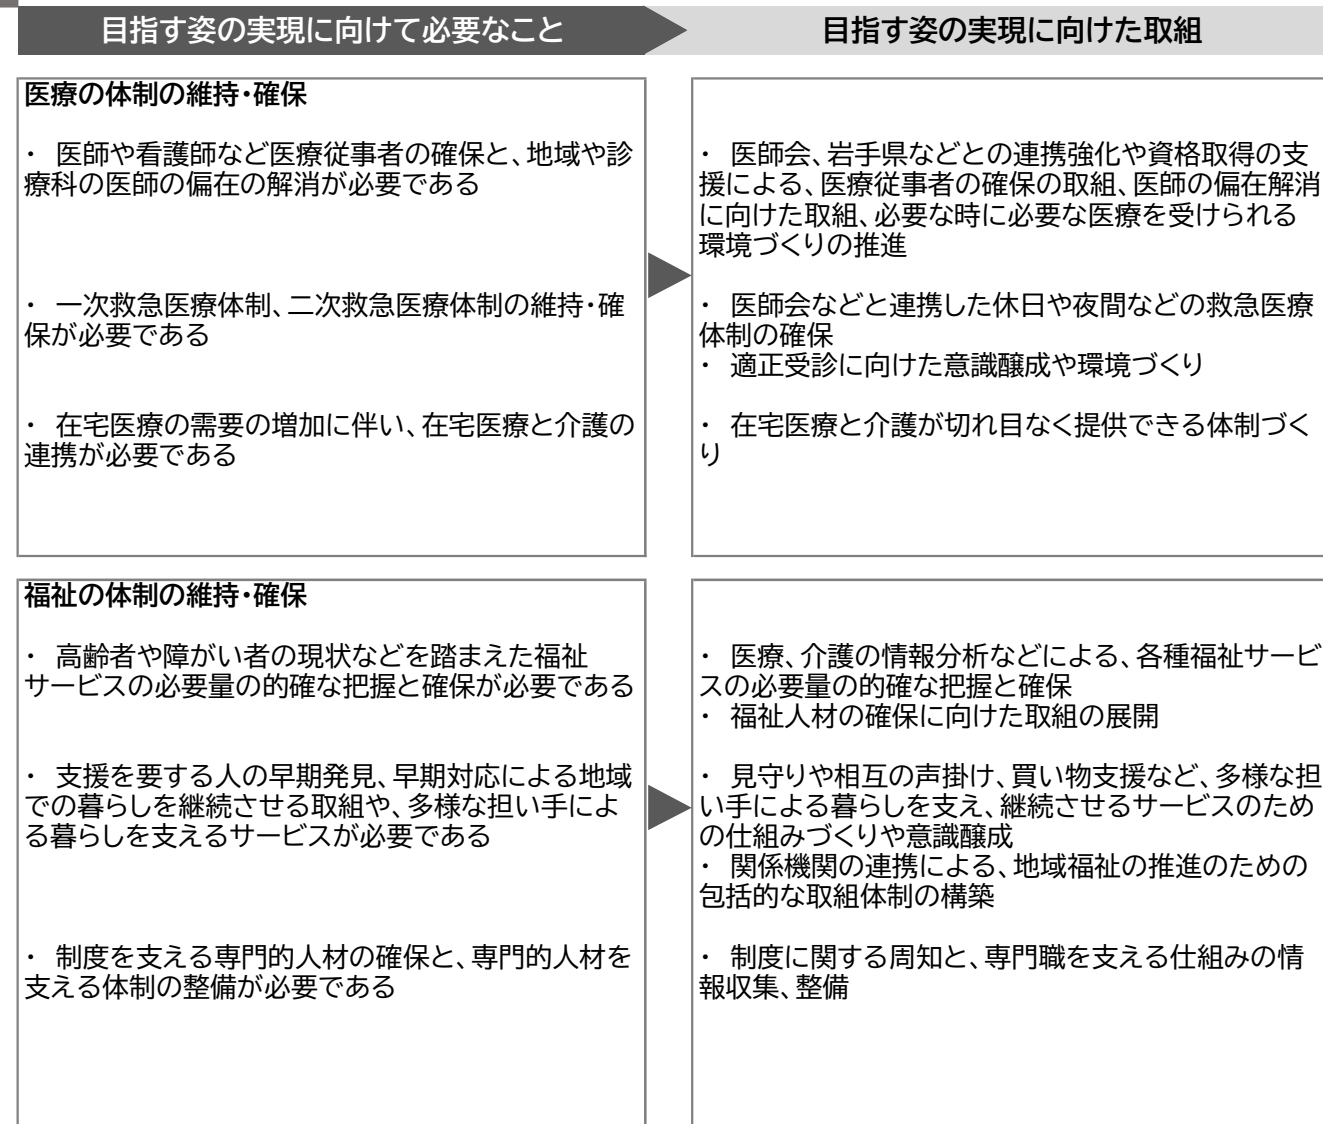 目指す姿の実現に向けて必要なこと
目指す姿の実現に向けた取組
医療の体制の維持・確保
・ 医師や看護師など医療従事者の確保と、地域や診
療科の医師の偏在の解消が必要である
・ 一次救急医療体制、二次救急医療体制の維持・確
保が必要である
・ 在宅医療の需要の増加に伴い、在宅医療と介護の
連携が必要である
・ 医師会、岩手県などとの連携強化や資格取得の支
援による、医療従事者の確保の取組、医師の偏在解消
に向けた取組、必要な時に必要な医療を受けられる
環境づくりの推進
・ 医師会などと連携した休日や夜間などの救急医療
体制の確保
・ 適正受診に向けた意識醸成や環境づくり
・ 在宅医療と介護が切れ目なく提供できる体制づく
り
福祉の体制の維持・確保
・ 高齢者や障がい者の現状などを踏まえた福祉
サービスの必要量の的確な把握と確保が必要である
・ 支援を要する人の早期発見、早期対応による地域
での暮らしを継続させる取組や、多様な担い手によ
る暮らしを支えるサービスが必要である
・ 制度を支える専門的人材の確保と、専門的人材を
支える体制の整備が必要である
・ 医療、介護の情報分析などによる、各種福祉サービ
スの必要量の的確な把握と確保
・ 福祉人材の確保に向けた取組の展開
・ 見守りや相互の声掛け、買い物支援など、多様な担
い手による暮らしを支え、継続させるサービスのため
の仕組みづくりや意識醸成
・ 関係機関の連携による、地域福祉の推進のための
包括的な取組体制の構築
・ 制度に関する周知と、専門職を支える仕組みの情
報収集、整備